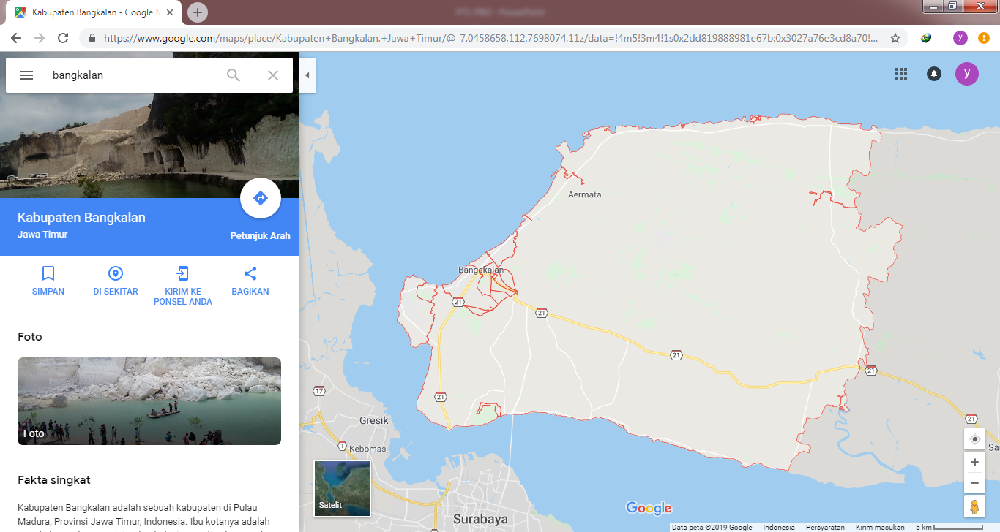 Kabupaten Bangkalan - Google M
https://www.google.com/maps/place/Kabupaten+Bangkalan,+Jawa+Timur/@-7.0458658,112.7698074,11z/data=!4m5!3m4!1s0x2dd819888981e67b:0x3027a76e3cd8a70!...
y
bangkalan
y
Kabupaten Bangkalan
Jawa Timur
Petunjuk Arah
SIMPAN
DI SEKITAR
KIRIM KE
PONSEL ANDA
BAGIKAN
Foto
Foto
Fakta singkat
Kabupaten Bangkalan adalah sebuah kabupaten di Pulau
Madura, Provinsi Jawa Timur, Indonesia. Ibu kotanya adalah
Aermata
Bangakalan
21
21
21
21
21
17
21
Gresik
1
Kebomas
Sa
Surabaya
Satelit
Google
Data peta ©2019 Google
Indonesia
Persyaratan
Kirim masukan
5 km